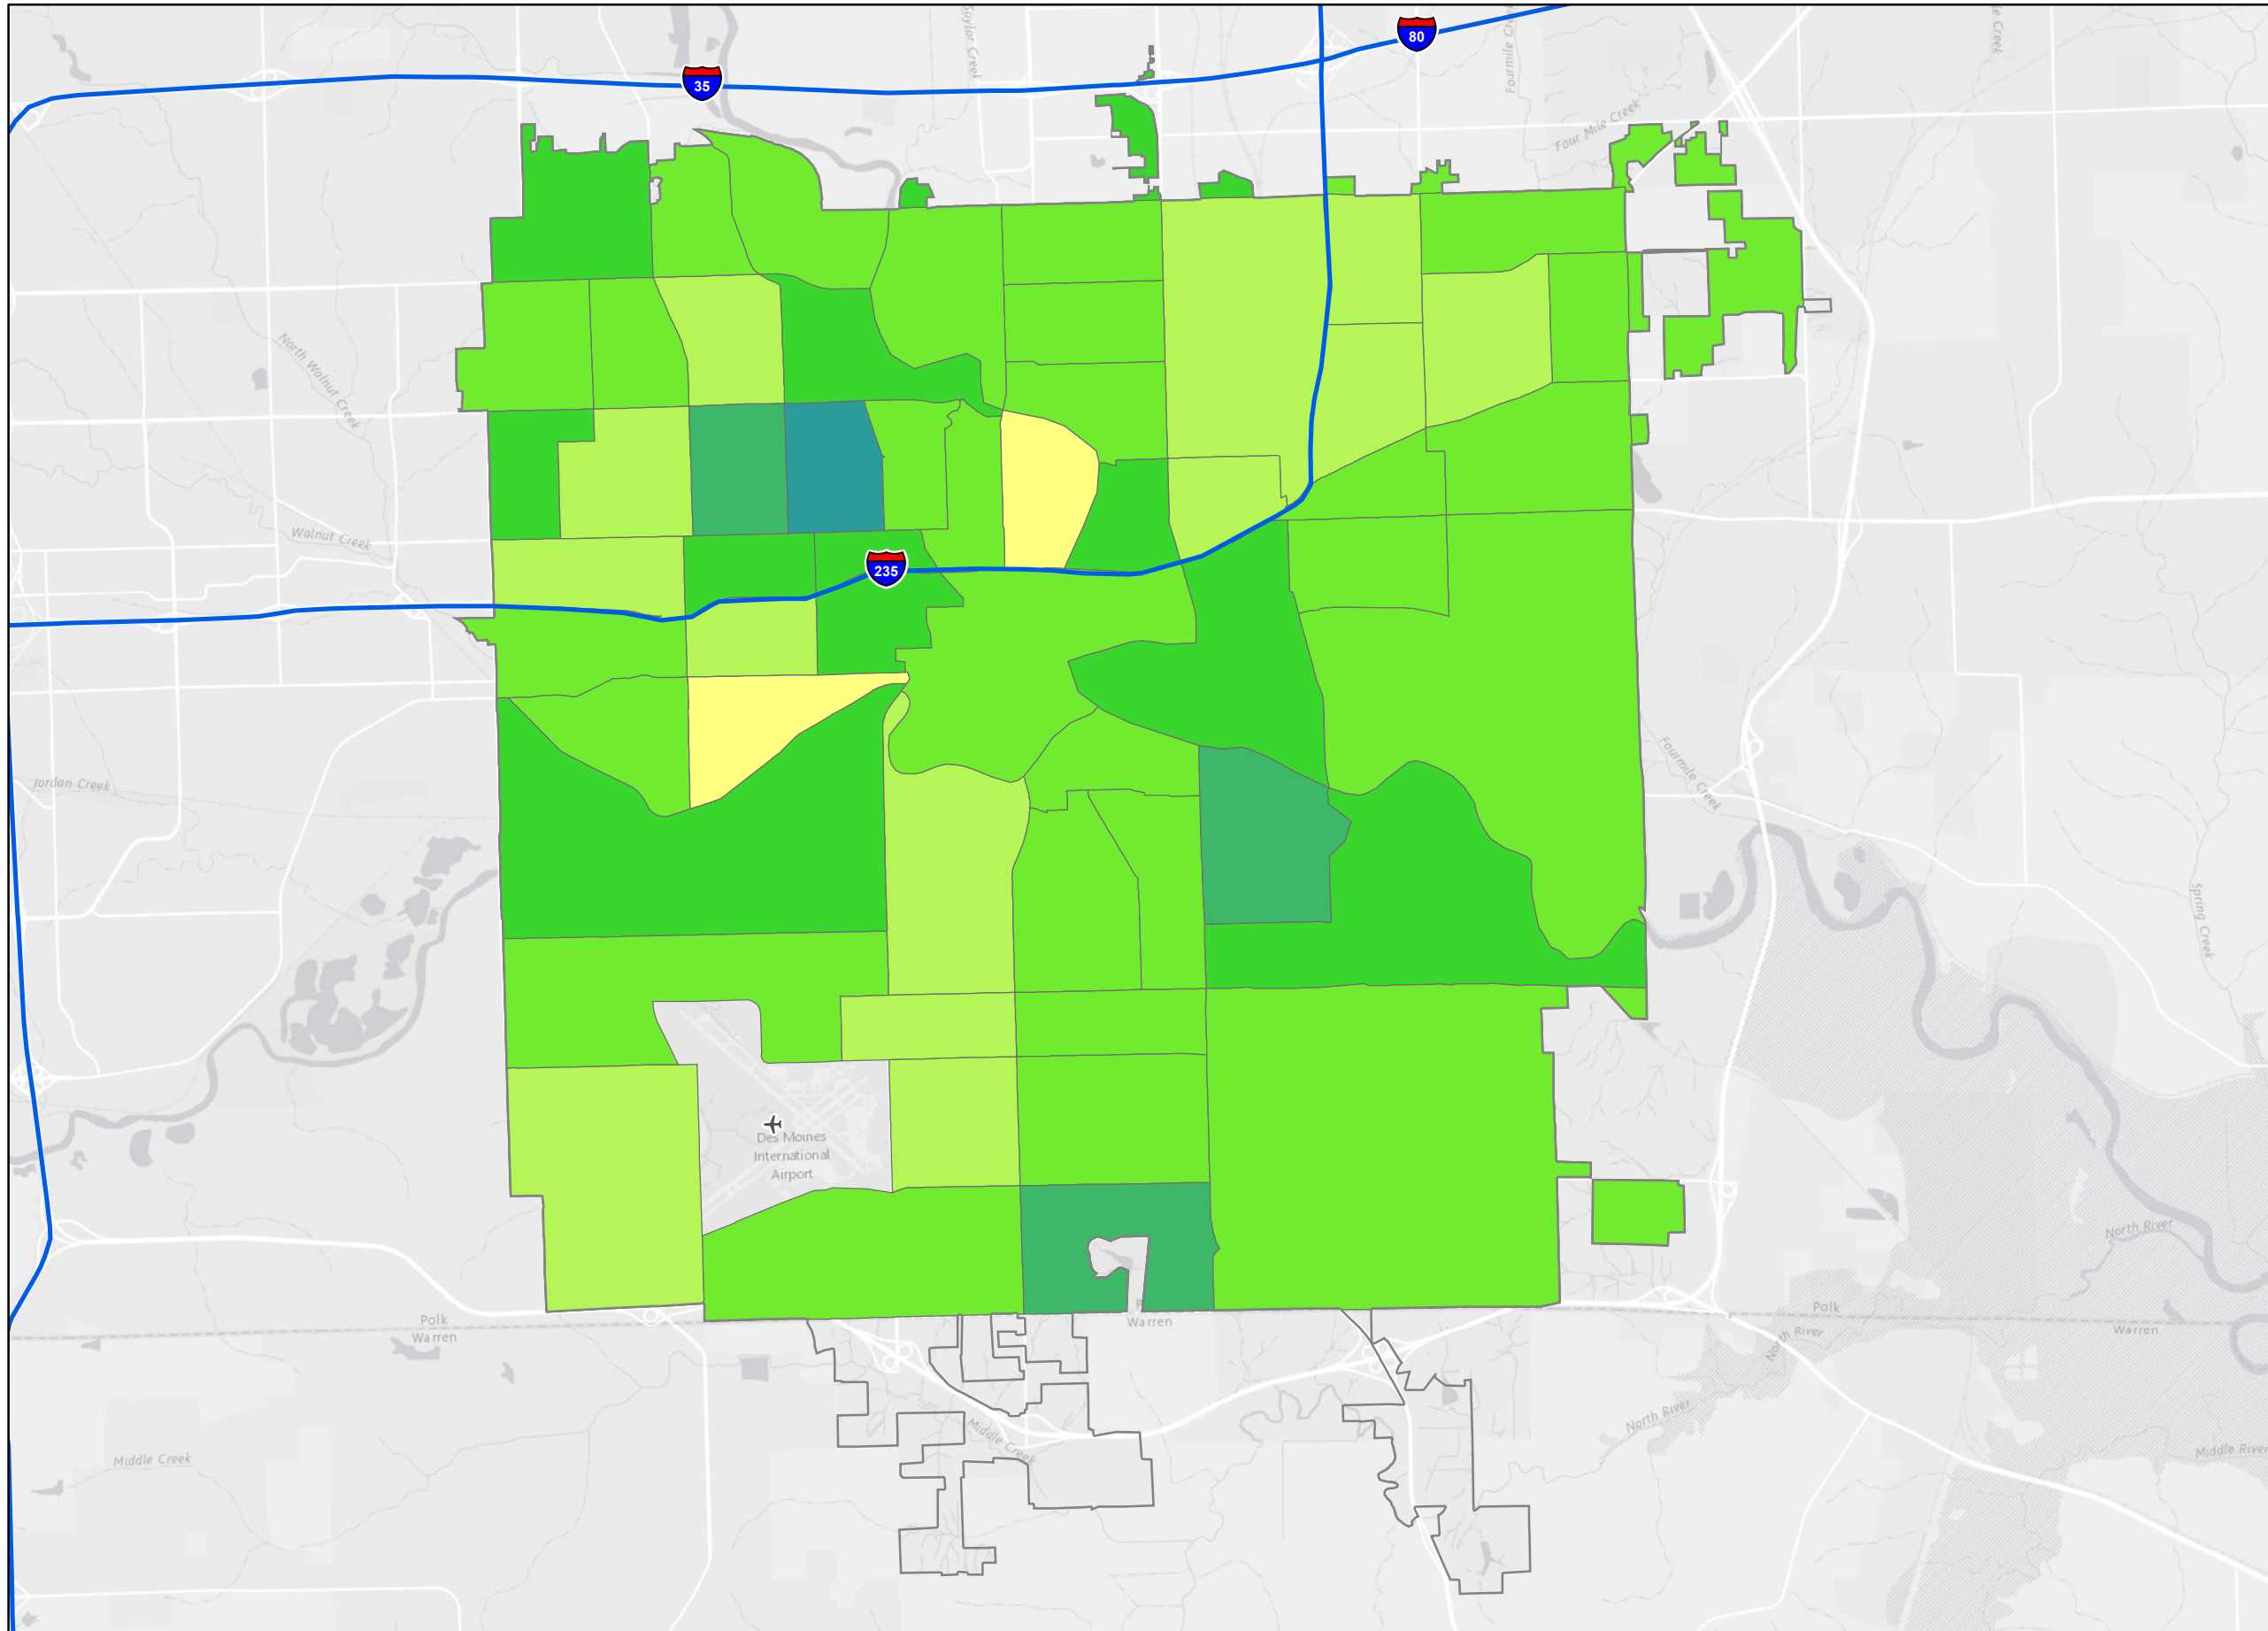 Saylor Creek
Fourmile Creek
80
35
Four Mile Creek
North Walnut Creek
Walnut Creek
235
Jordan Creek
Fourmile Creek
Spring Creek
Des Moines
International
Airport
North River
Polk
Warren
Warren
Polk
Warren
North River
North River
Middle Creek
Middle Creek
Middle River